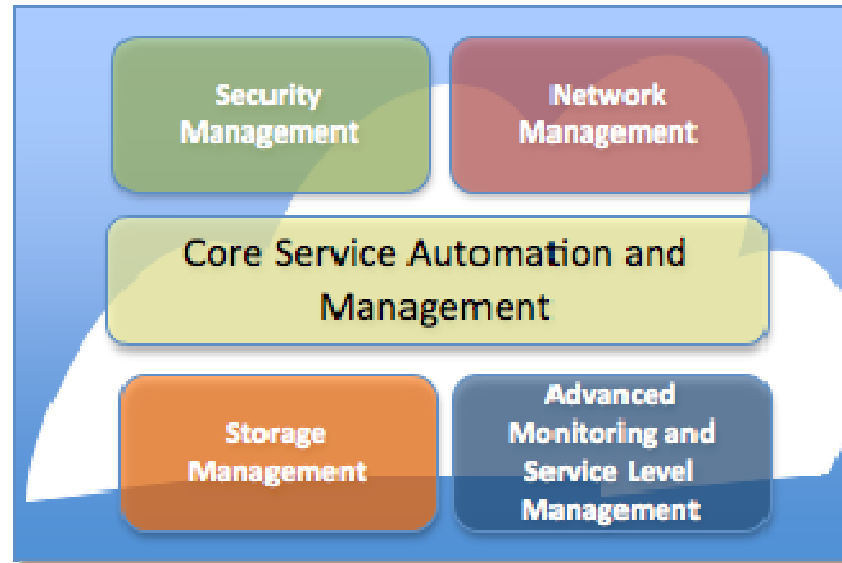 Security
Management
Network
Management
Core Service Automation and
Management
Storage
Management
Advanced
Monitoring and
Service Level
Management